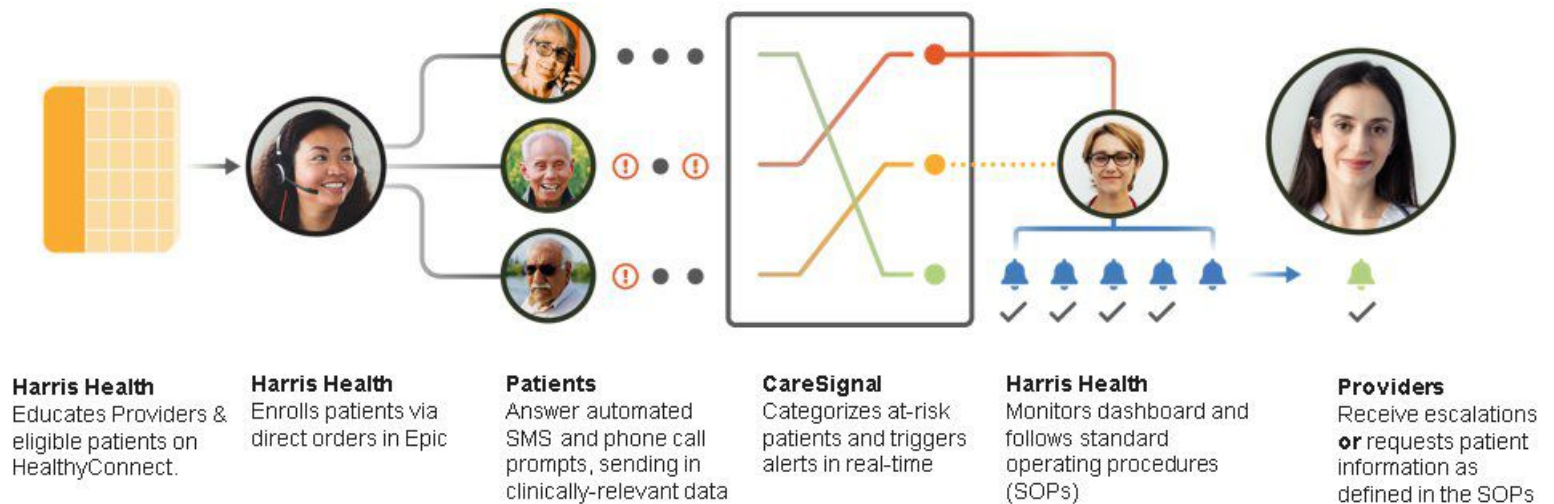 Harris Health
Educates Providers &
eligible patients on
HealthyConnect.
Harris Health
Enrolls patients via
direct orders in Epic
Patients
Answer automated
SMS and phone call
prompts, sending in
clinically-relevant data
CareSignal
Categorizes at-risk
patients and triggers
alerts in real-time
Harris Health
Monitors dashboard and
follows standard
operating procedures
(SOPs)
Providers
Receive escalations
or requests patient
information as
defined in the SOPs